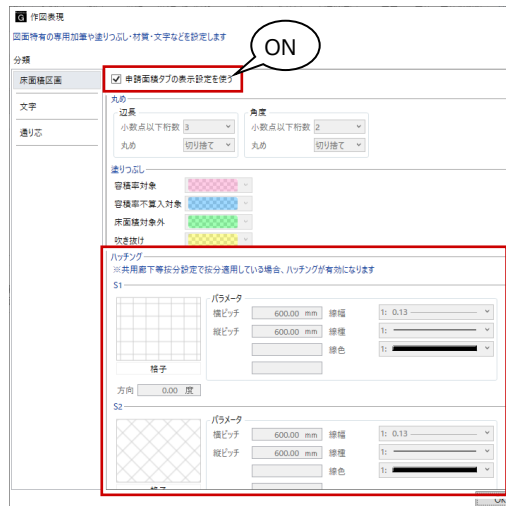 G 作図表現
図面特有の専用加筆や塗りつぶし・材質・文字などを設定します
ON
分類
床面積区画
文字
通り芯
申請面積タブの表示設定を使う
丸め
辺長
小数点以下桁数 3
丸め 切り捨て
角度
小数点以下桁数 2
丸め 切り捨て
塗りつぶし
容積率対象
容積率不算入対象
床面積対象外
吹き抜け
ハッチング
※共用廊下等按分設定で按分適用している場合、ハッチングが有効になります
S1
格子
方向 0.00 度
パラメータ
横ピッチ 600.00 mm 線幅 1: 0.13
縦ピッチ 600.00 mm 線種 1:
線色 1:
S2
パラメータ
横ピッチ 600.00 mm 線幅 1: 0.13
縦ピッチ 600.00 mm 線種 1:
線色 1:
格子
OK